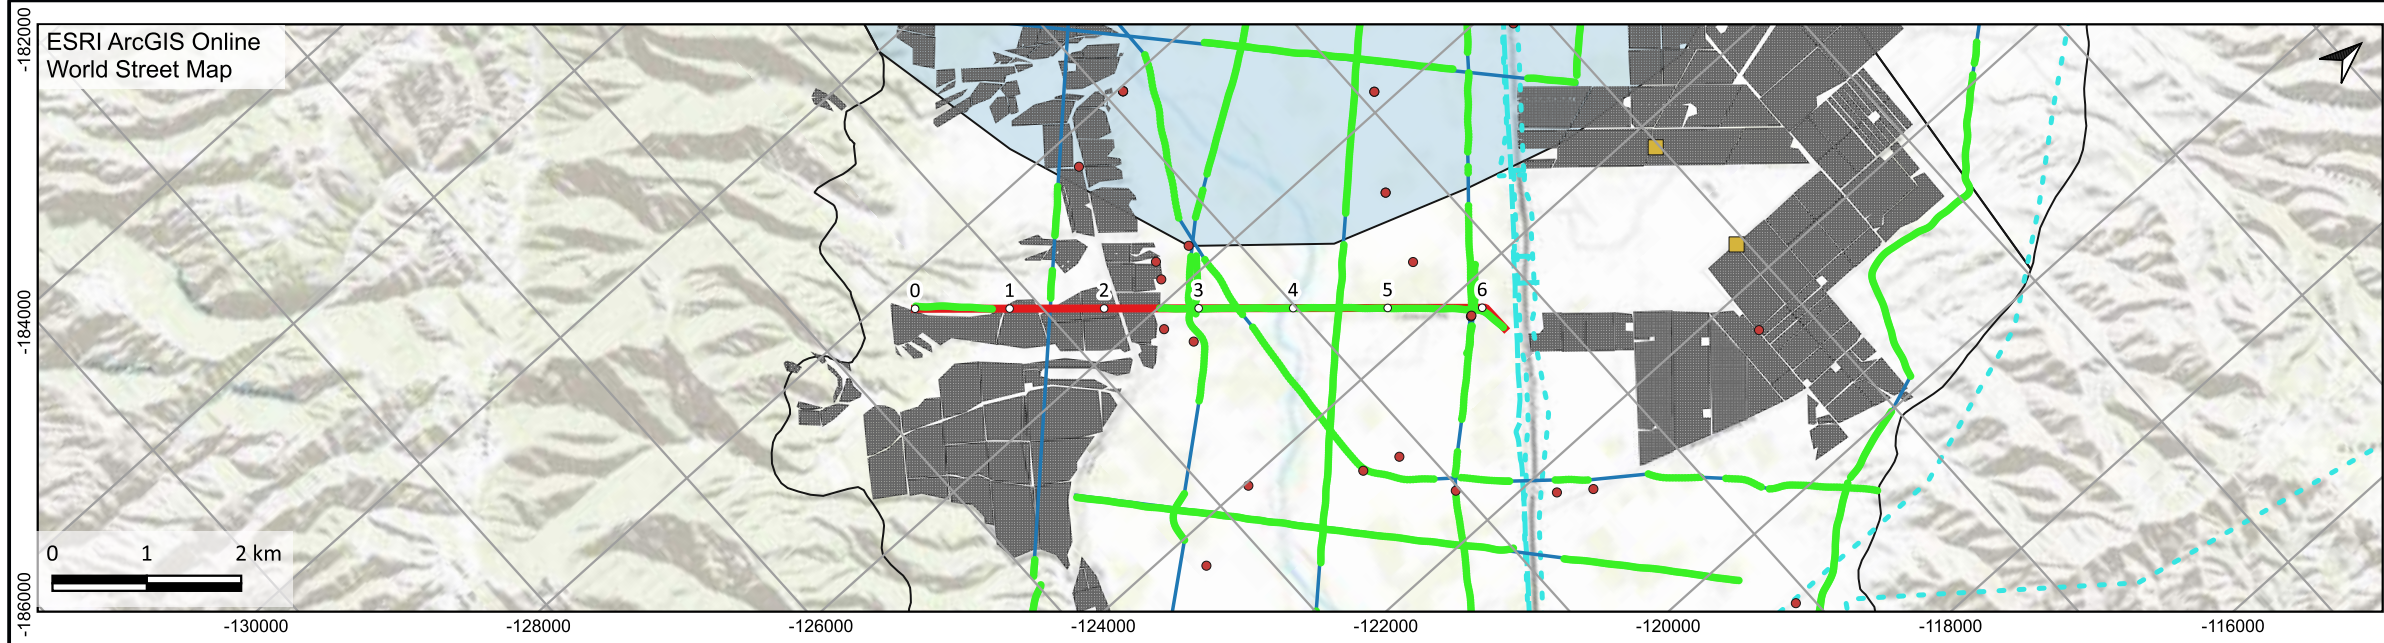 ESRI ArcGIS Online
World Street Map
-182000
-184000
-186000
0 1 2 3 4 5 6
0 1 2 km
-130000 -128000 -126000 -124000 -122000 -120000 -118000 -116000